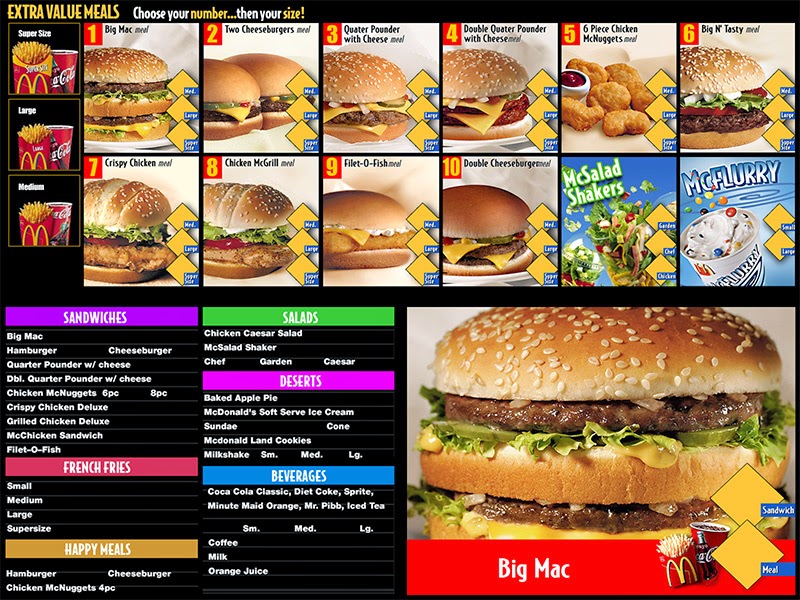 EXTRA VALUE MEALS Choose your number...then your size!
Super Size
Large
Medium
1 Big Mac meal
Med.
Large
Super Size
2 Two Cheeseburgers meal
Med.
Large
Super Size
3 Quater Pounder with Cheese meal
Med.
Large
Super Size
4 Double Quater Pounder with Cheese meal
Med.
Large
Super Size
5 6 Piece Chicken McNuggets meal
Med.
Large
Super Size
6 Big N' Tasty meal
Med.
Large
Super Size
7 Crispy Chicken meal
Med.
Large
Super Size
8 Chicken McGrill meal
Med.
Large
Super Size
9 Filet-O-Fish meal
Med.
Large
Super Size
10 Double Cheeseburger meal
Med.
Large
Super Size
McSalad Shakers
Garden
Chef
Chicken
McFLURRY
Small
Large
McFLURRY
SANDWICHES
Big Mac
Hamburger Cheeseburger
Quarter Pounder w/ cheese
Dbl. Quarter Pounder w/ cheese
Chicken McNuggets 6pc 8pc
Crispy Chicken Deluxe
Grilled Chicken Deluxe
McChicken Sandwich
Filet-O-Fish
FRENCH FRIES
Small
Medium
Large
Supersize
HAPPY MEALS
Hamburger Cheeseburger
Chicken McNuggets 4pc
SALADS
Chicken Caesar Salad
McSalad Shaker
Chef Garden Caesar
DESERTS
Baked Apple Pie
McDonald's Soft Serve Ice Cream
Sundae Cone
Mcdonald Land Cookies
Milkshake Sm. Med. Lg.
BEVERAGES
Coca Cola Classic, Diet Coke, Sprite,
Minute Maid Orange, Mr. Pibb, Iced Tea
Sm. Med. Lg.
Coffee
Milk
Orange Juice
Sandwich
Big Mac
Meal